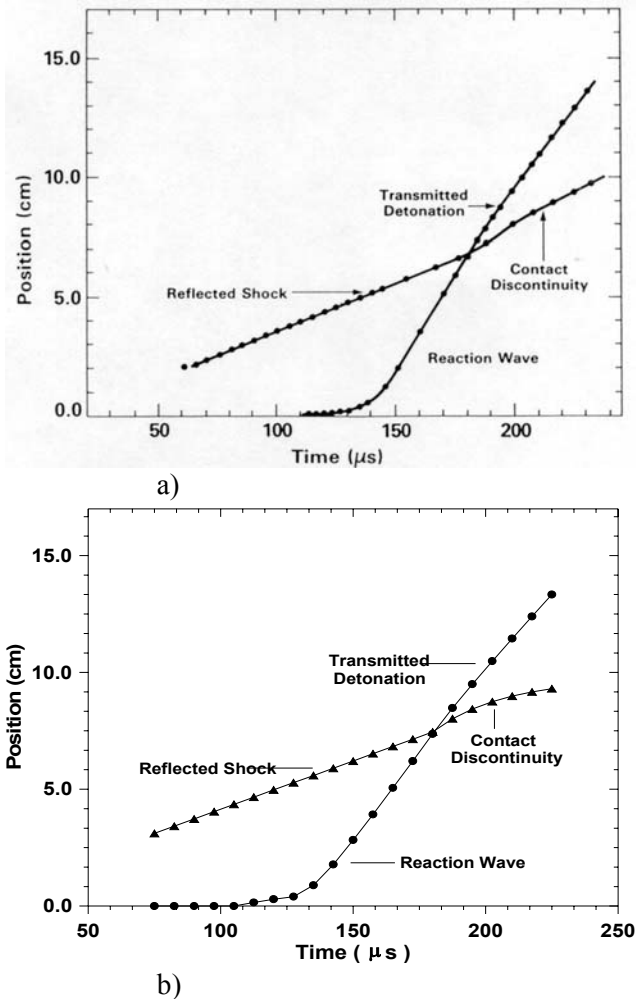 15.0
10.0
5.0
0.0
Position (cm)
Transmitted
Detonation
Reflected Shock
Contact
Discontinuity
Reaction Wave
50
100
150
200
Time (μs)
a)
15.0
10.0
5.0
0.0
Position (cm)
Transmitted
Detonation
Reflected Shock
Contact
Discontinuity
Reaction Wave
50
100
150
200
250
Time ( μs )
b)